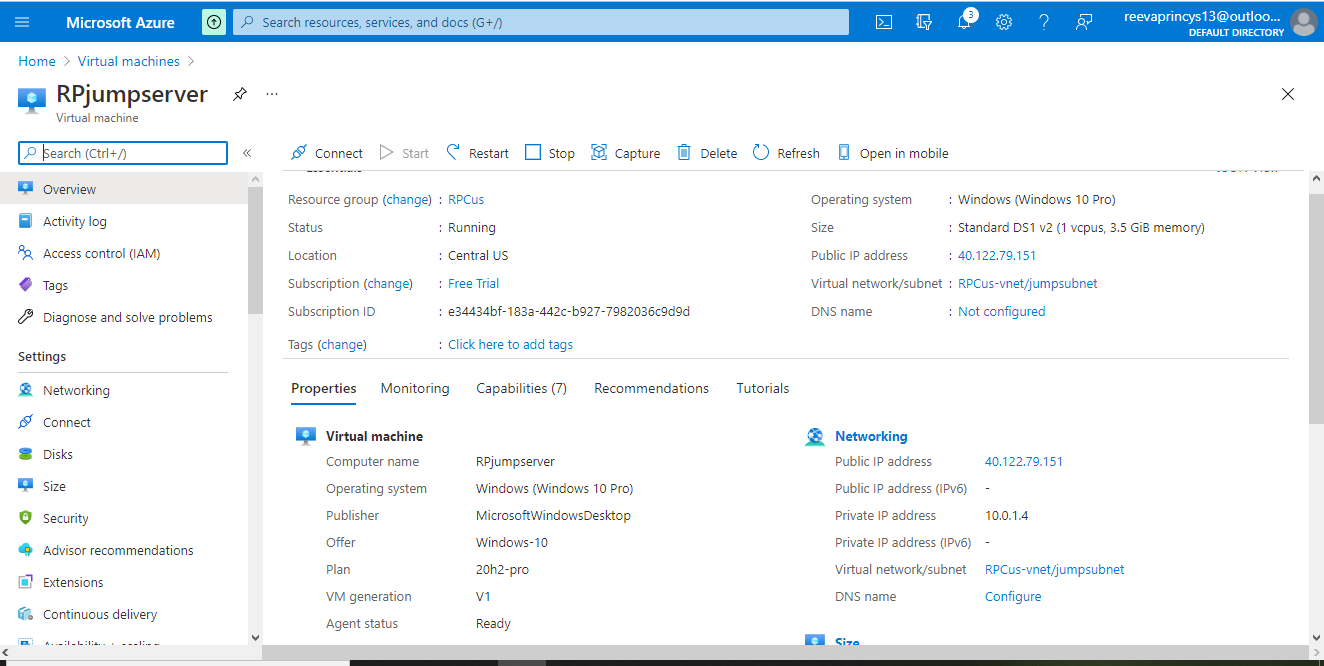 Microsoft Azure
Search resources, services, and docs (G+/)
3
reevaprincys13@outloo...
DEFAULT DIRECTORY
Home > Virtual machines >
RPjumpserver
Virtual machine
Search (Ctrl+/)
Connect Start Restart Stop Capture Delete Refresh Open in mobile
Overview
Activity log
Access control (IAM)
Tags
Diagnose and solve problems
Settings
Networking
Connect
Disks
Size
Security
Advisor recommendations
Extensions
Continuous delivery
Availability + scaling
Essentials
JSON View
Resource group (change) : RPCus
Status : Running
Location : Central US
Subscription (change) : Free Trial
Subscription ID : e34434bf-183a-442c-b927-7982036c9d9d
Tags (change) : Click here to add tags
Operating system : Windows (Windows 10 Pro)
Size : Standard DS1 v2 (1 vcpus, 3.5 GiB memory)
Public IP address : 40.122.79.151
Virtual network/subnet : RPCus-vnet/jumpsubnet
DNS name : Not configured
Properties Monitoring Capabilities (7) Recommendations Tutorials
Virtual machine
Computer name RPjumpserver
Operating system Windows (Windows 10 Pro)
Publisher MicrosoftWindowsDesktop
Offer Windows-10
Plan 20h2-pro
VM generation V1
Agent status Ready
Networking
Public IP address 40.122.79.151
Public IP address (IPv6) -
Private IP address 10.0.1.4
Private IP address (IPv6) -
Virtual network/subnet RPCus-vnet/jumpsubnet
DNS name Configure
Size